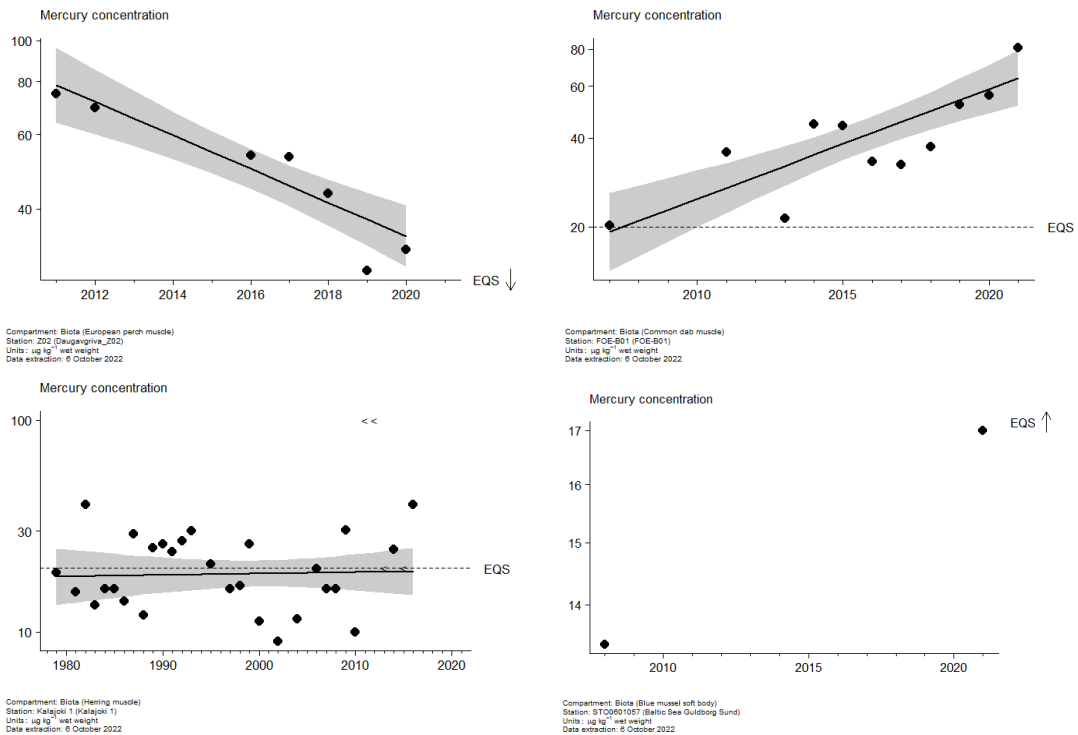 Mercury concentration
100
80
60
40
2012
2014
2016
2018
2020
EQS
Compartment: Biota (European perch muscle)
Station: Z02 (Daugavgriva_Z02)
Units: μg kg⁻¹ wet weight
Data extraction: 6 October 2022
Mercury concentration
80
60
40
20
2010
2015
2020
EQS
Compartment: Biota (Common dab muscle)
Station: FOE-B01 (FOE-B01)
Units: μg kg⁻¹ wet weight
Data extraction: 6 October 2022
Mercury concentration
100
30
10
1980
1990
2000
2010
2020
< <
< <
EQS
Compartment: Biota (Herring muscle)
Station: Kalajoki 1 (Kalajoki 1)
Units: μg kg⁻¹ wet weight
Data extraction: 6 October 2022
Mercury concentration
17
16
15
14
2010
2015
2020
EQS
Compartment: Biota (Blue mussel soft body)
Station: STO0601057 (Baltic Sea Guldborg Sund)
Units: μg kg⁻¹ wet weight
Data extraction: 6 October 2022